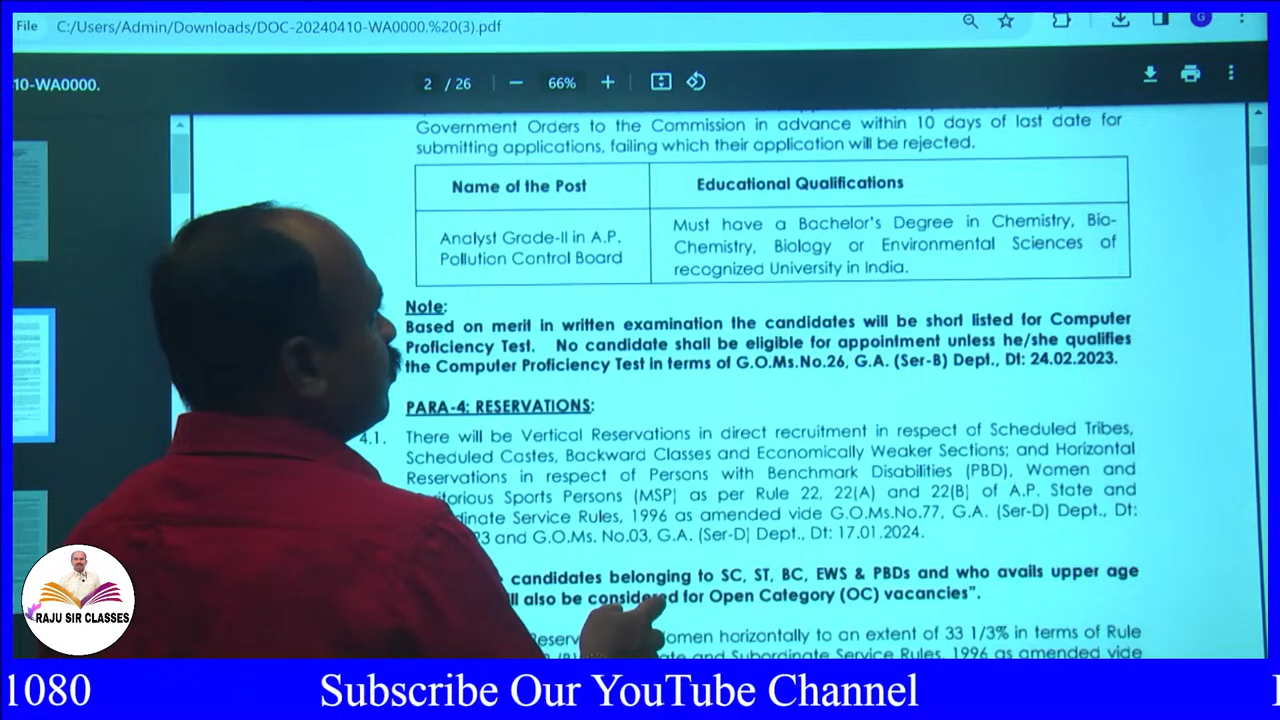 File C:/Users/Admin/Downloads/DOC-20240410-WA0000.%20(3).pdf
G
10-WA0000.
2 / 26 − 66% +
Government Orders to the Commission in advance within 10 days of last date for
submitting applications, failing which their application will be rejected.
Name of the Post Educational Qualifications
Analyst Grade-II in A.P.
Pollution Control Board
Must have a Bachelor's Degree in Chemistry, Bio-
Chemistry, Biology or Environmental Sciences of
recognized University in India.
Note:
Based on merit in written examination the candidates will be short listed for Computer
Proficiency Test. No candidate shall be eligible for appointment unless he/she qualifies
the Computer Proficiency Test in terms of G.O.Ms.No.26, G.A. (Ser-B) Dept., Dt: 24.02.2023.
PARA-4: RESERVATIONS:
4.1. There will be Vertical Reservations in direct recruitment in respect of Scheduled Tribes,
Scheduled Castes, Backward Classes and Economically Weaker Sections; and Horizontal
Reservations in respect of Persons with Benchmark Disabilities (PBD), Women and
Sports Persons (MSP) as per Rule 22, 22(A) and 22(B) of A.P. State and
Service Rules, 1996 as amended vide G.O.Ms.No.77, G.A. (Ser-D) Dept., Dt:
23 and G.O.Ms. No.03, G.A. (Ser-D) Dept., Dt: 17.01.2024.
candidates belonging to SC, ST, BC, EWS & PBDs and who avails upper age
also be considered for Open Category (OC) vacancies".
horizontally to an extent of 33 1/3% in terms of Rule
and Subordinate Service Rules, 1996 as amended vide
RAJU SIR CLASSES
1080 Subscribe Our YouTube Channel